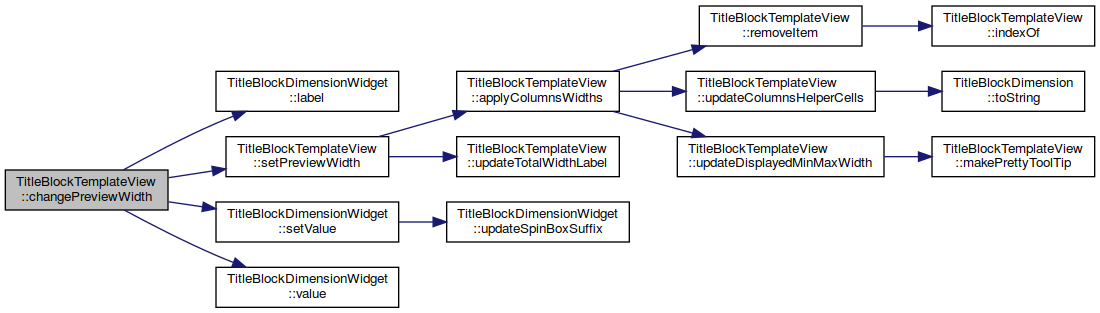 TitleBlockTemplateView
::changePreviewWidth
TitleBlockDimensionWidget
::label
TitleBlockTemplateView
::setPreviewWidth
TitleBlockDimensionWidget
::setValue
TitleBlockDimensionWidget
::value
TitleBlockTemplateView
::applyColumnsWidths
TitleBlockTemplateView
::updateTotalWidthLabel
TitleBlockDimensionWidget
::updateSpinBoxSuffix
TitleBlockTemplateView
::removeItem
TitleBlockTemplateView
::updateColumnsHelperCells
TitleBlockTemplateView
::updateDisplayedMinMaxWidth
TitleBlockTemplateView
::indexOf
TitleBlockDimension
::toString
TitleBlockTemplateView
::makePrettyToolTip